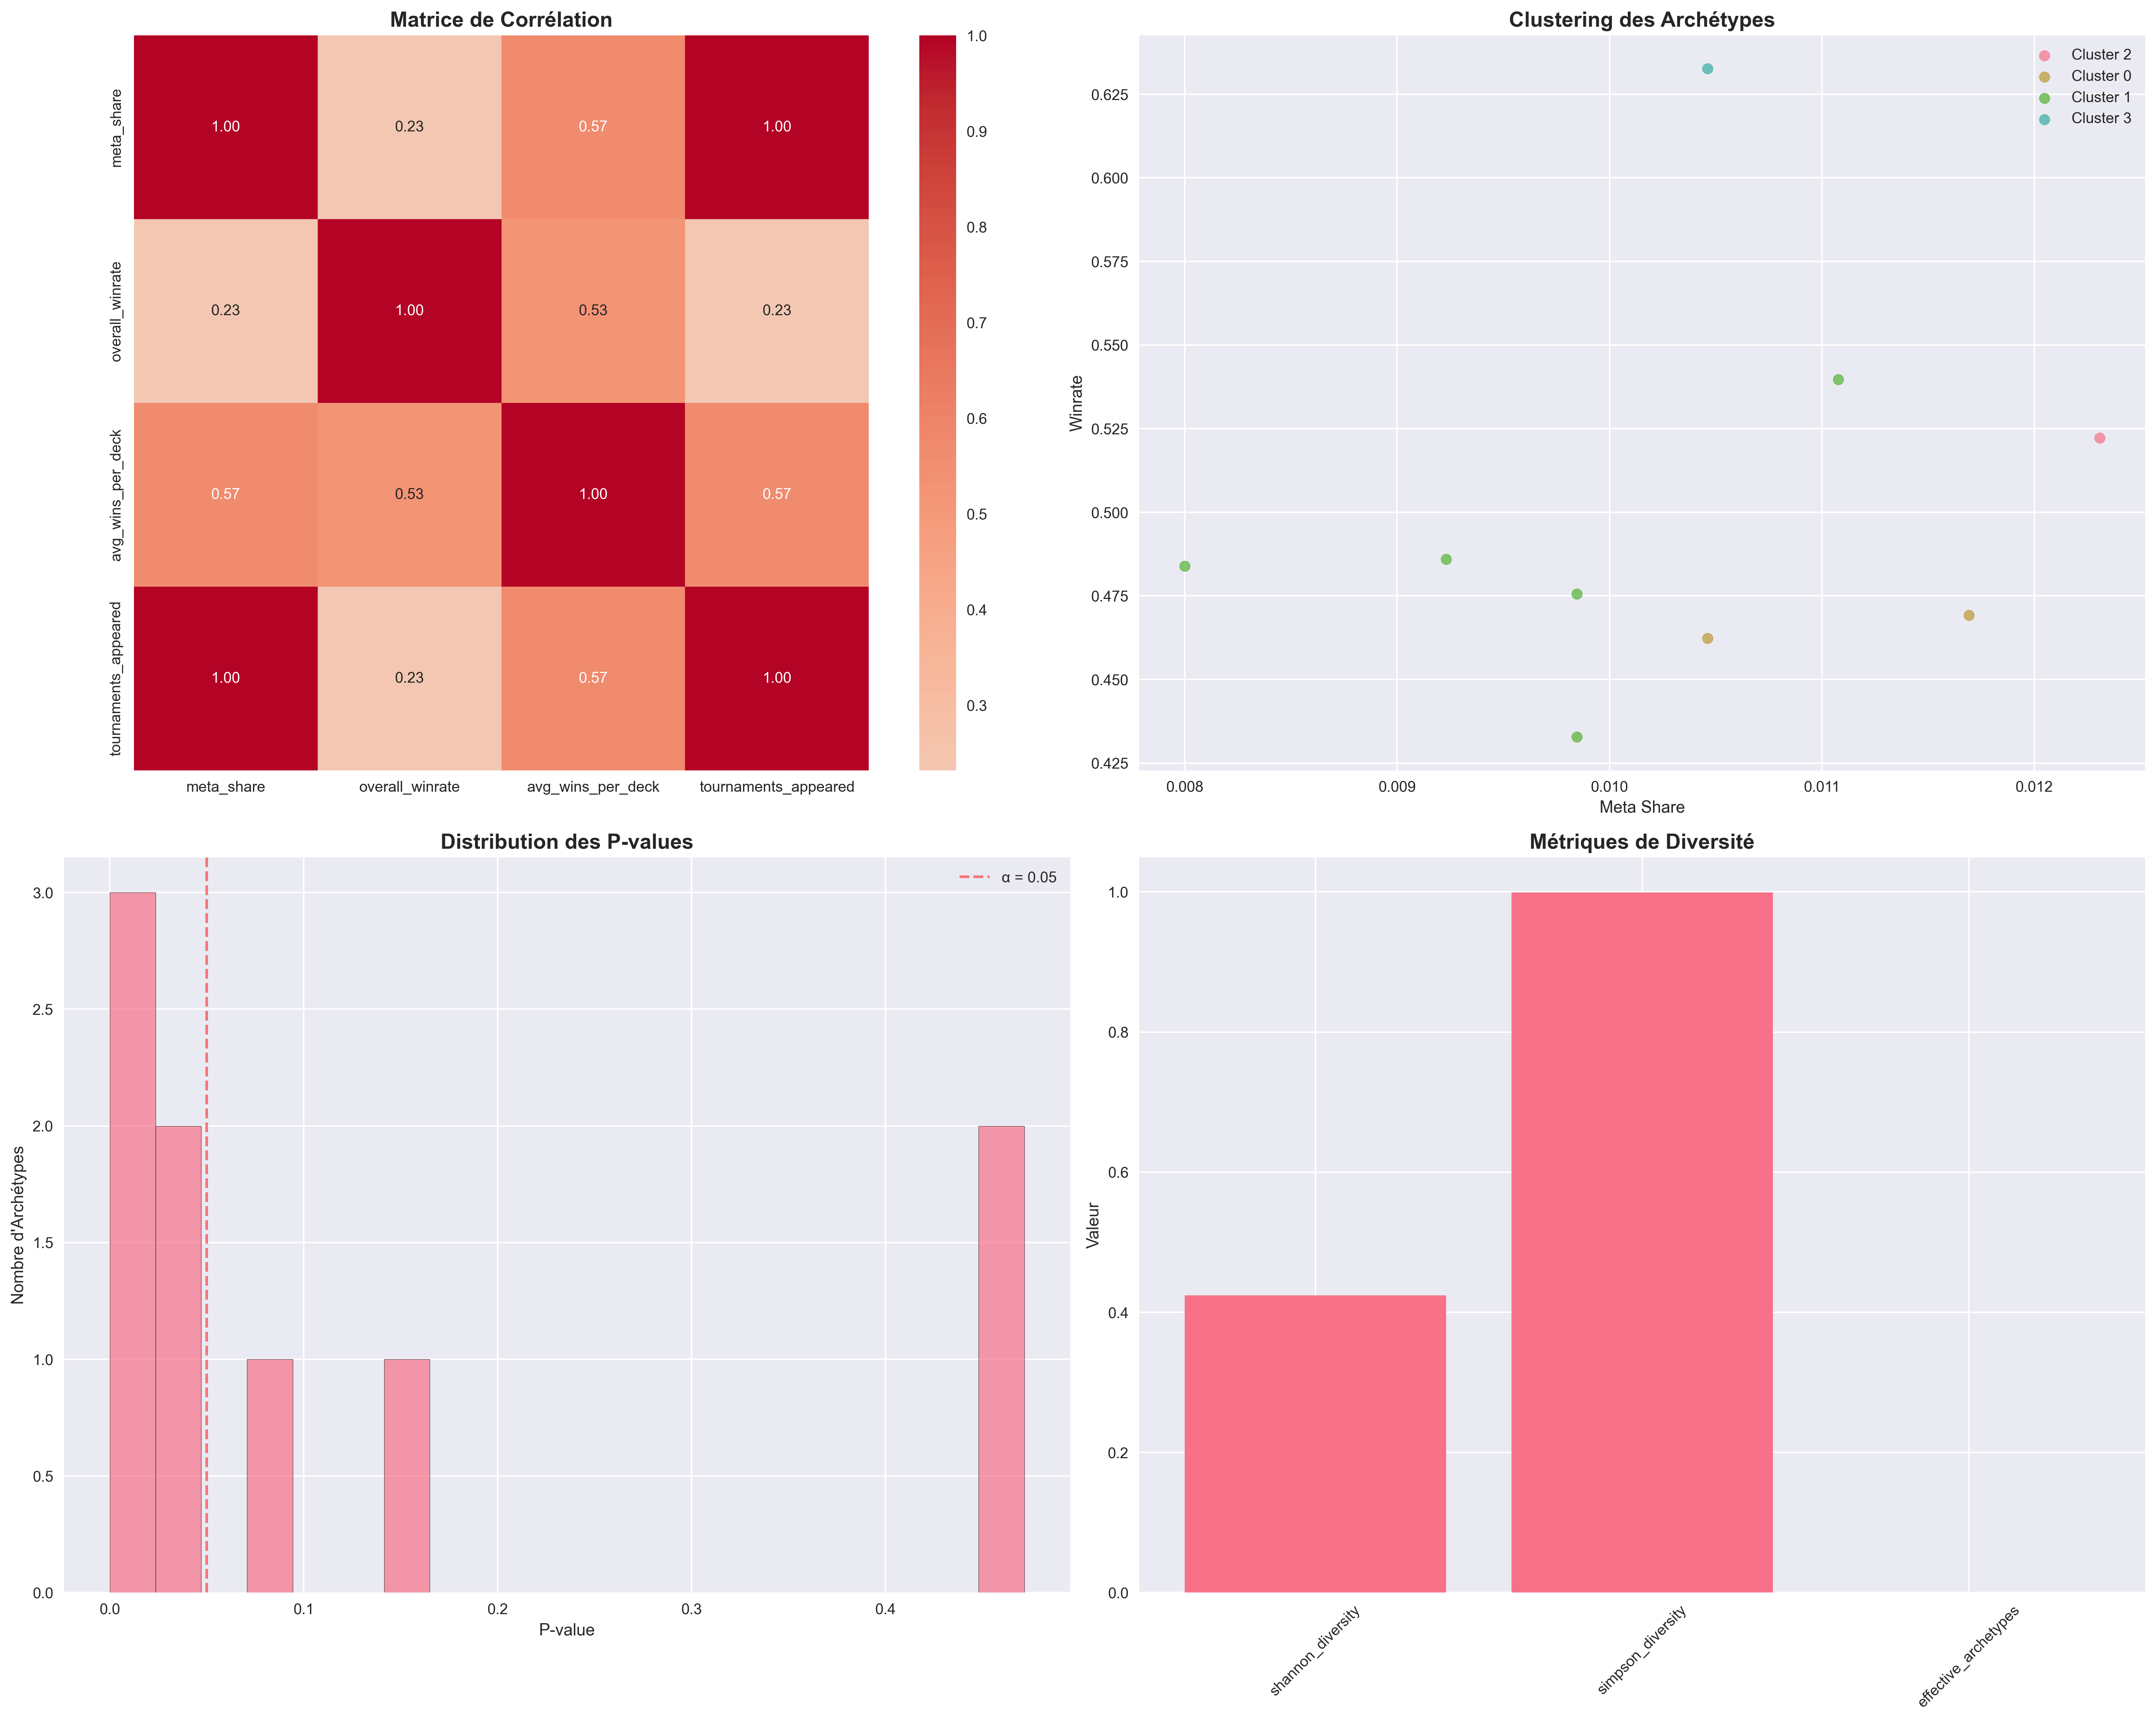 Matrice de Corrélation
meta_share
overall_winrate
avg_wins_per_deck
tournaments_appeared
1.00 0.23 0.57 1.00
0.23 1.00 0.53 0.23
0.57 0.53 1.00 0.57
1.00 0.23 0.57 1.00
meta_share overall_winrate avg_wins_per_deck tournaments_appeared
1.0
0.9
0.8
0.7
0.6
0.5
0.4
0.3
Clustering des Archétypes
Cluster 2
Cluster 0
Cluster 1
Cluster 3
Winrate
0.625
0.600
0.575
0.550
0.525
0.500
0.475
0.450
0.425
0.008 0.009 0.010 0.011 0.012
Meta Share
Distribution des P-values
α = 0.05
Nombre d'Archétypes
3.0
2.5
2.0
1.5
1.0
0.5
0.0
0.0 0.1 0.2 0.3 0.4
P-value
Métriques de Diversité
Valeur
1.0
0.8
0.6
0.4
0.2
0.0
shannon_diversity
simpson_diversity
effective_archetypes